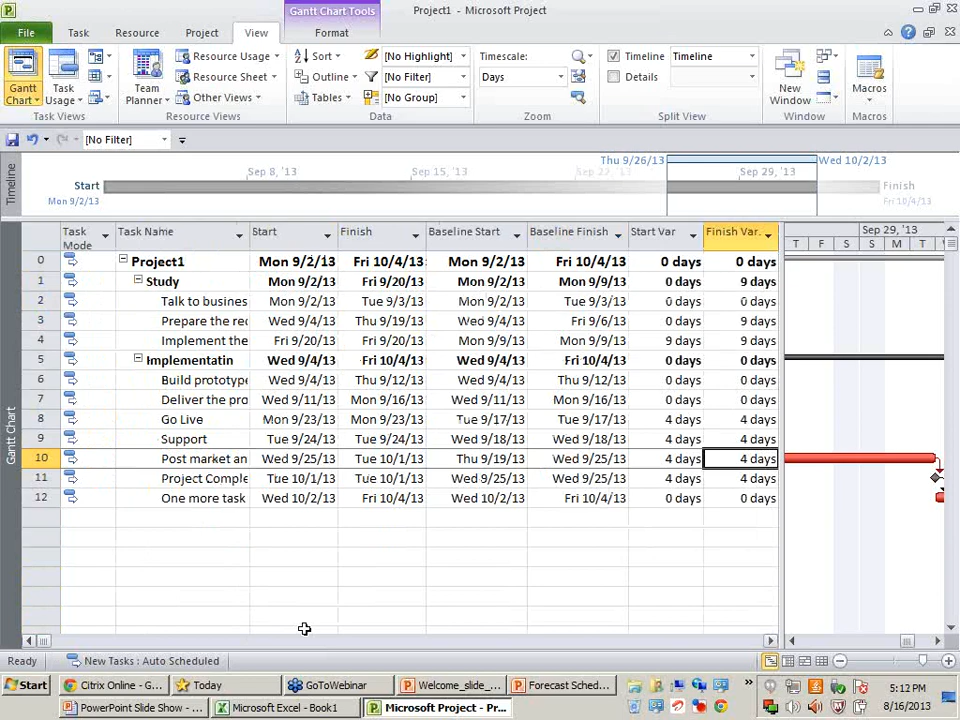 Gantt Chart Tools
Project1 - Microsoft Project
File Task Resource Project View Format
Gantt Chart
Task Usage
Team Planner
Resource Usage
Resource Sheet
Other Views
Sort
Outline
Tables
[No Highlight]
[No Filter]
[No Group]
Timescale:
Days
Timeline Timeline
Details
New Window
Macros
Task Views Resource Views Data Zoom Split View Window Macros
[No Filter]
Timeline
Thu 9/26/13 Wed 10/2/13
Sep 8, '13 Sep 15, '13 Sep 22, '13 Sep 29, '13
Start Finish
Mon 9/2/13 Fri 10/4/13
Task Mode Task Name Start Finish Baseline Start Baseline Finish Start Var Finish Var. Sep 29, '13
T F S S M T
0 Project1 Mon 9/2/13 Fri 10/4/13 Mon 9/2/13 Fri 10/4/13 0 days 0 days
1 Study Mon 9/2/13 Fri 9/20/13 Mon 9/2/13 Mon 9/9/13 0 days 9 days
2 Talk to busines Mon 9/2/13 Tue 9/3/13 Mon 9/2/13 Tue 9/3/13 0 days 0 days
3 Prepare the rec Wed 9/4/13 Thu 9/19/13 Wed 9/4/13 Fri 9/6/13 0 days 9 days
4 Implement the Fri 9/20/13 Fri 9/20/13 Mon 9/9/13 Mon 9/9/13 9 days 9 days
5 Implementatin Wed 9/4/13 Fri 10/4/13 Wed 9/4/13 Fri 10/4/13 0 days 0 days
6 Build prototype Wed 9/4/13 Thu 9/12/13 Wed 9/4/13 Thu 9/12/13 0 days 0 days
7 Deliver the pro Wed 9/11/13 Mon 9/16/13 Wed 9/11/13 Mon 9/16/13 0 days 0 days
8 Go Live Mon 9/23/13 Mon 9/23/13 Tue 9/17/13 Tue 9/17/13 4 days 4 days
9 Support Tue 9/24/13 Tue 9/24/13 Wed 9/18/13 Wed 9/18/13 4 days 4 days
10 Post market an Wed 9/25/13 Tue 10/1/13 Thu 9/19/13 Wed 9/25/13 4 days 4 days
11 Project Comple Tue 10/1/13 Tue 10/1/13 Wed 9/25/13 Wed 9/25/13 4 days 4 days
12 One more task Wed 10/2/13 Fri 10/4/13 Wed 10/2/13 Fri 10/4/13 0 days 0 days
Gantt Chart
Ready New Tasks : Auto Scheduled
Start Citrix Online - G... Today GoToWebinar Welcome_slide_... Forecast Sched... 5:12 PM
PowerPoint Slide Show - ... Microsoft Excel - Book1 Microsoft Project - Pr... 8/16/2013